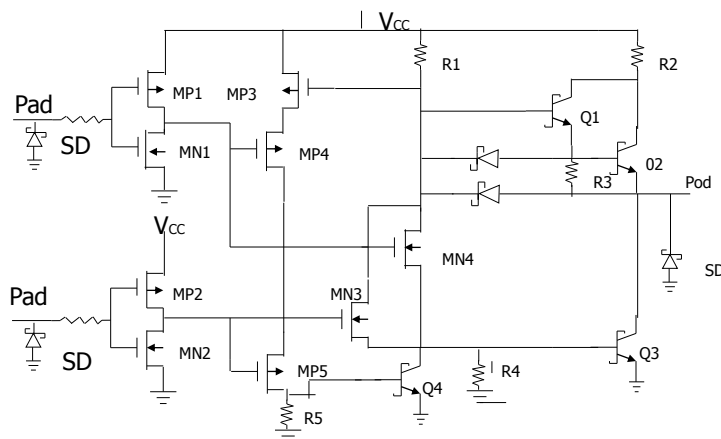 VCC
R1
R2
MP1
MP3
Pad
Q1
SD
MN1
MP4
02
R3
Pod
VCC
MN4
SD
Pad
MP2
MN3
SD
MN2
MP5
R4
Q3
Q4
R5